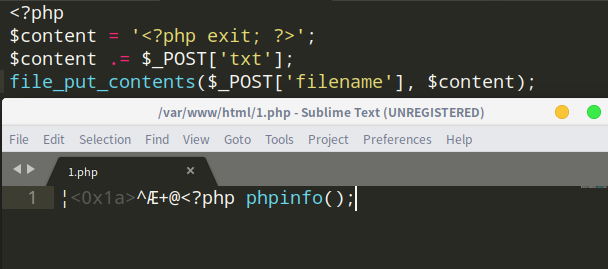 <?php
$content = '<?php exit; ?>';
$content .= $_POST['txt'];
file_put_contents($_POST['filename'], $content);
/var/www/html/1.php - Sublime Text (UNREGISTERED)
File Edit Selection Find View Goto Tools Project Preferences Help
1.php ×
1 ¦<0x1a>^Æ+@<?php phpinfo();